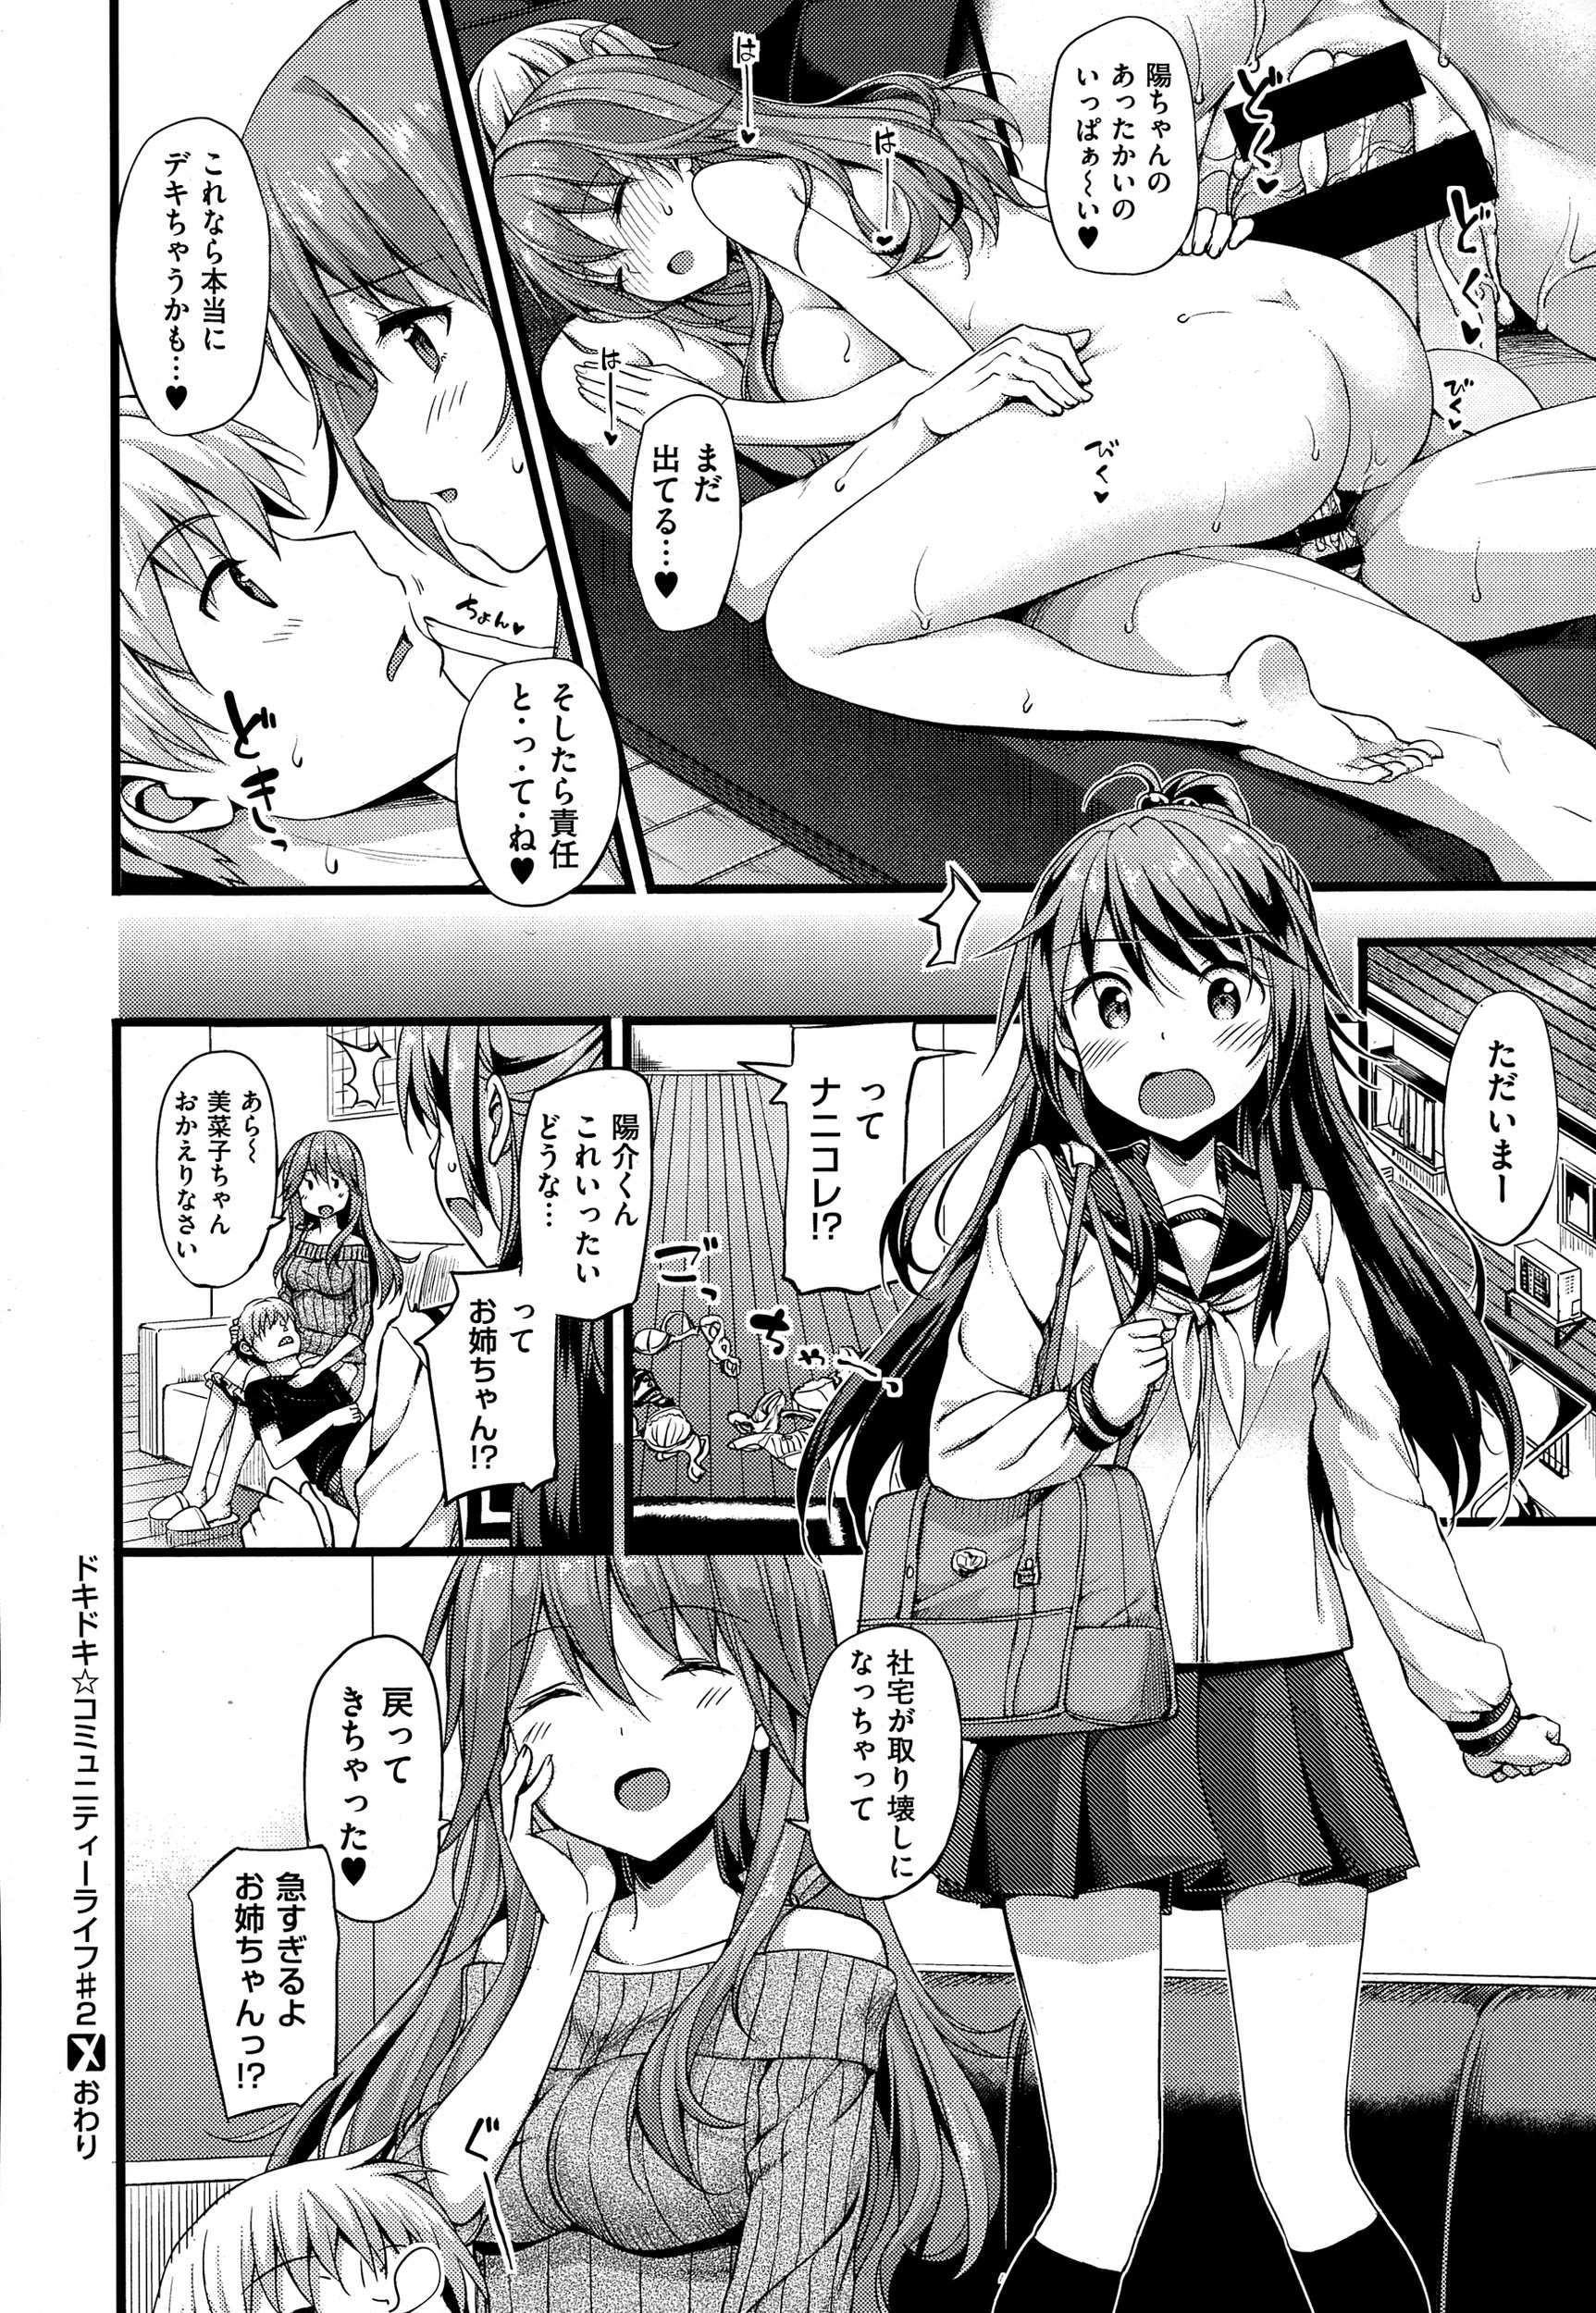 陽ちゃんの
あったかいの
いっぱぁ～い♥
どくどく♥
どくどく♥
は―♥
は―♥
は―♥
びく♥
びくびく♥
まだ
出てる…♥
これなら本当に
デキちゃうかも…♥
ちょん♥
そしたら責任
と・っ・て・ね♥
ドキっ
ただいまー
って
ナニコレ!?
ごっ
ちゃーっ
陽介くん
これいったい
どうな…
って
お姉ちゃん!?
あら～
美菜子ちゃん
おかえりなさい
社宅が取り壊しに
なっちゃって
戻って
きちゃった♥
急すぎるよ
お姉ちゃんっ!?
ぐ
ドキドキ☆コミュニティーライフ#2 X おわり